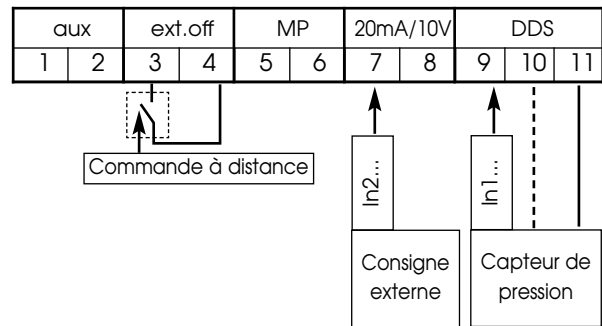 aux ext.off MP 20mA/10V DDS
1 2 3 4 5 6 7 8 9 10 11
Commande à distance
In2...
In1...
Consigne
externe
Capteur de
pression